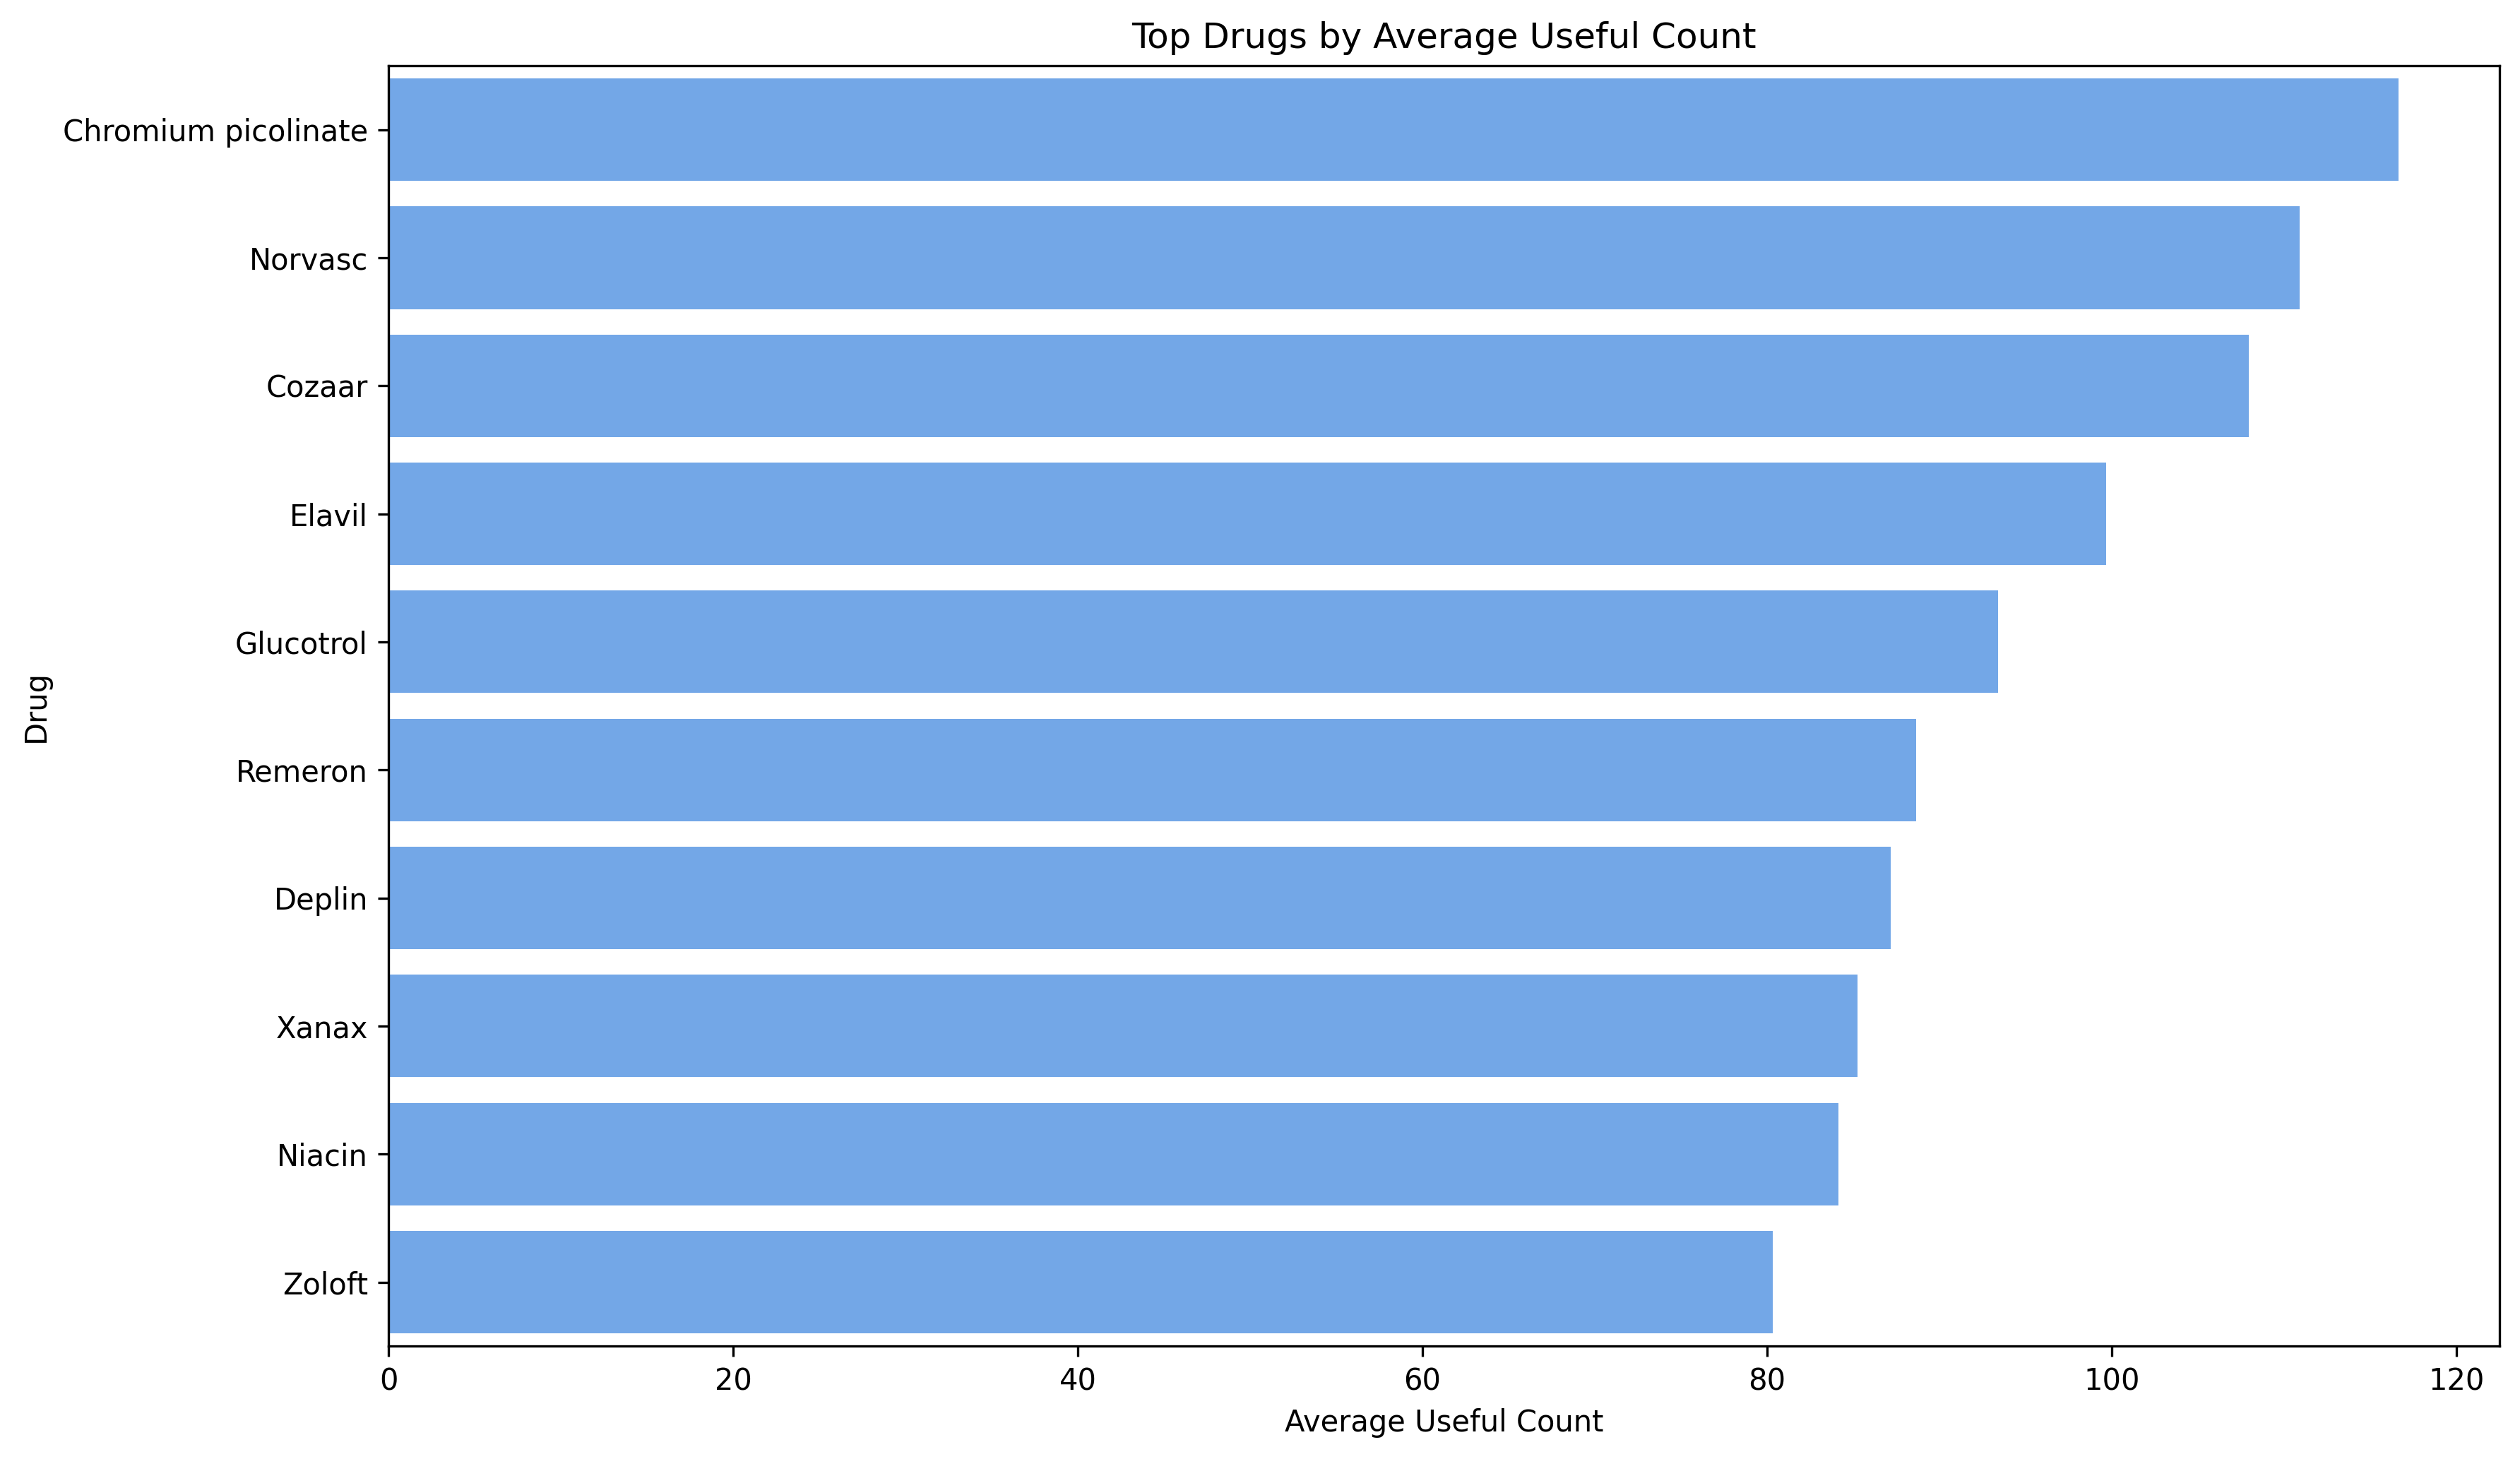 Top Drugs by Average Useful Count
Chromium picolinate
Norvasc
Cozaar
Elavil
Glucotrol
Remeron
Deplin
Xanax
Niacin
Zoloft
Drug
0 20 40 60 80 100 120
Average Useful Count